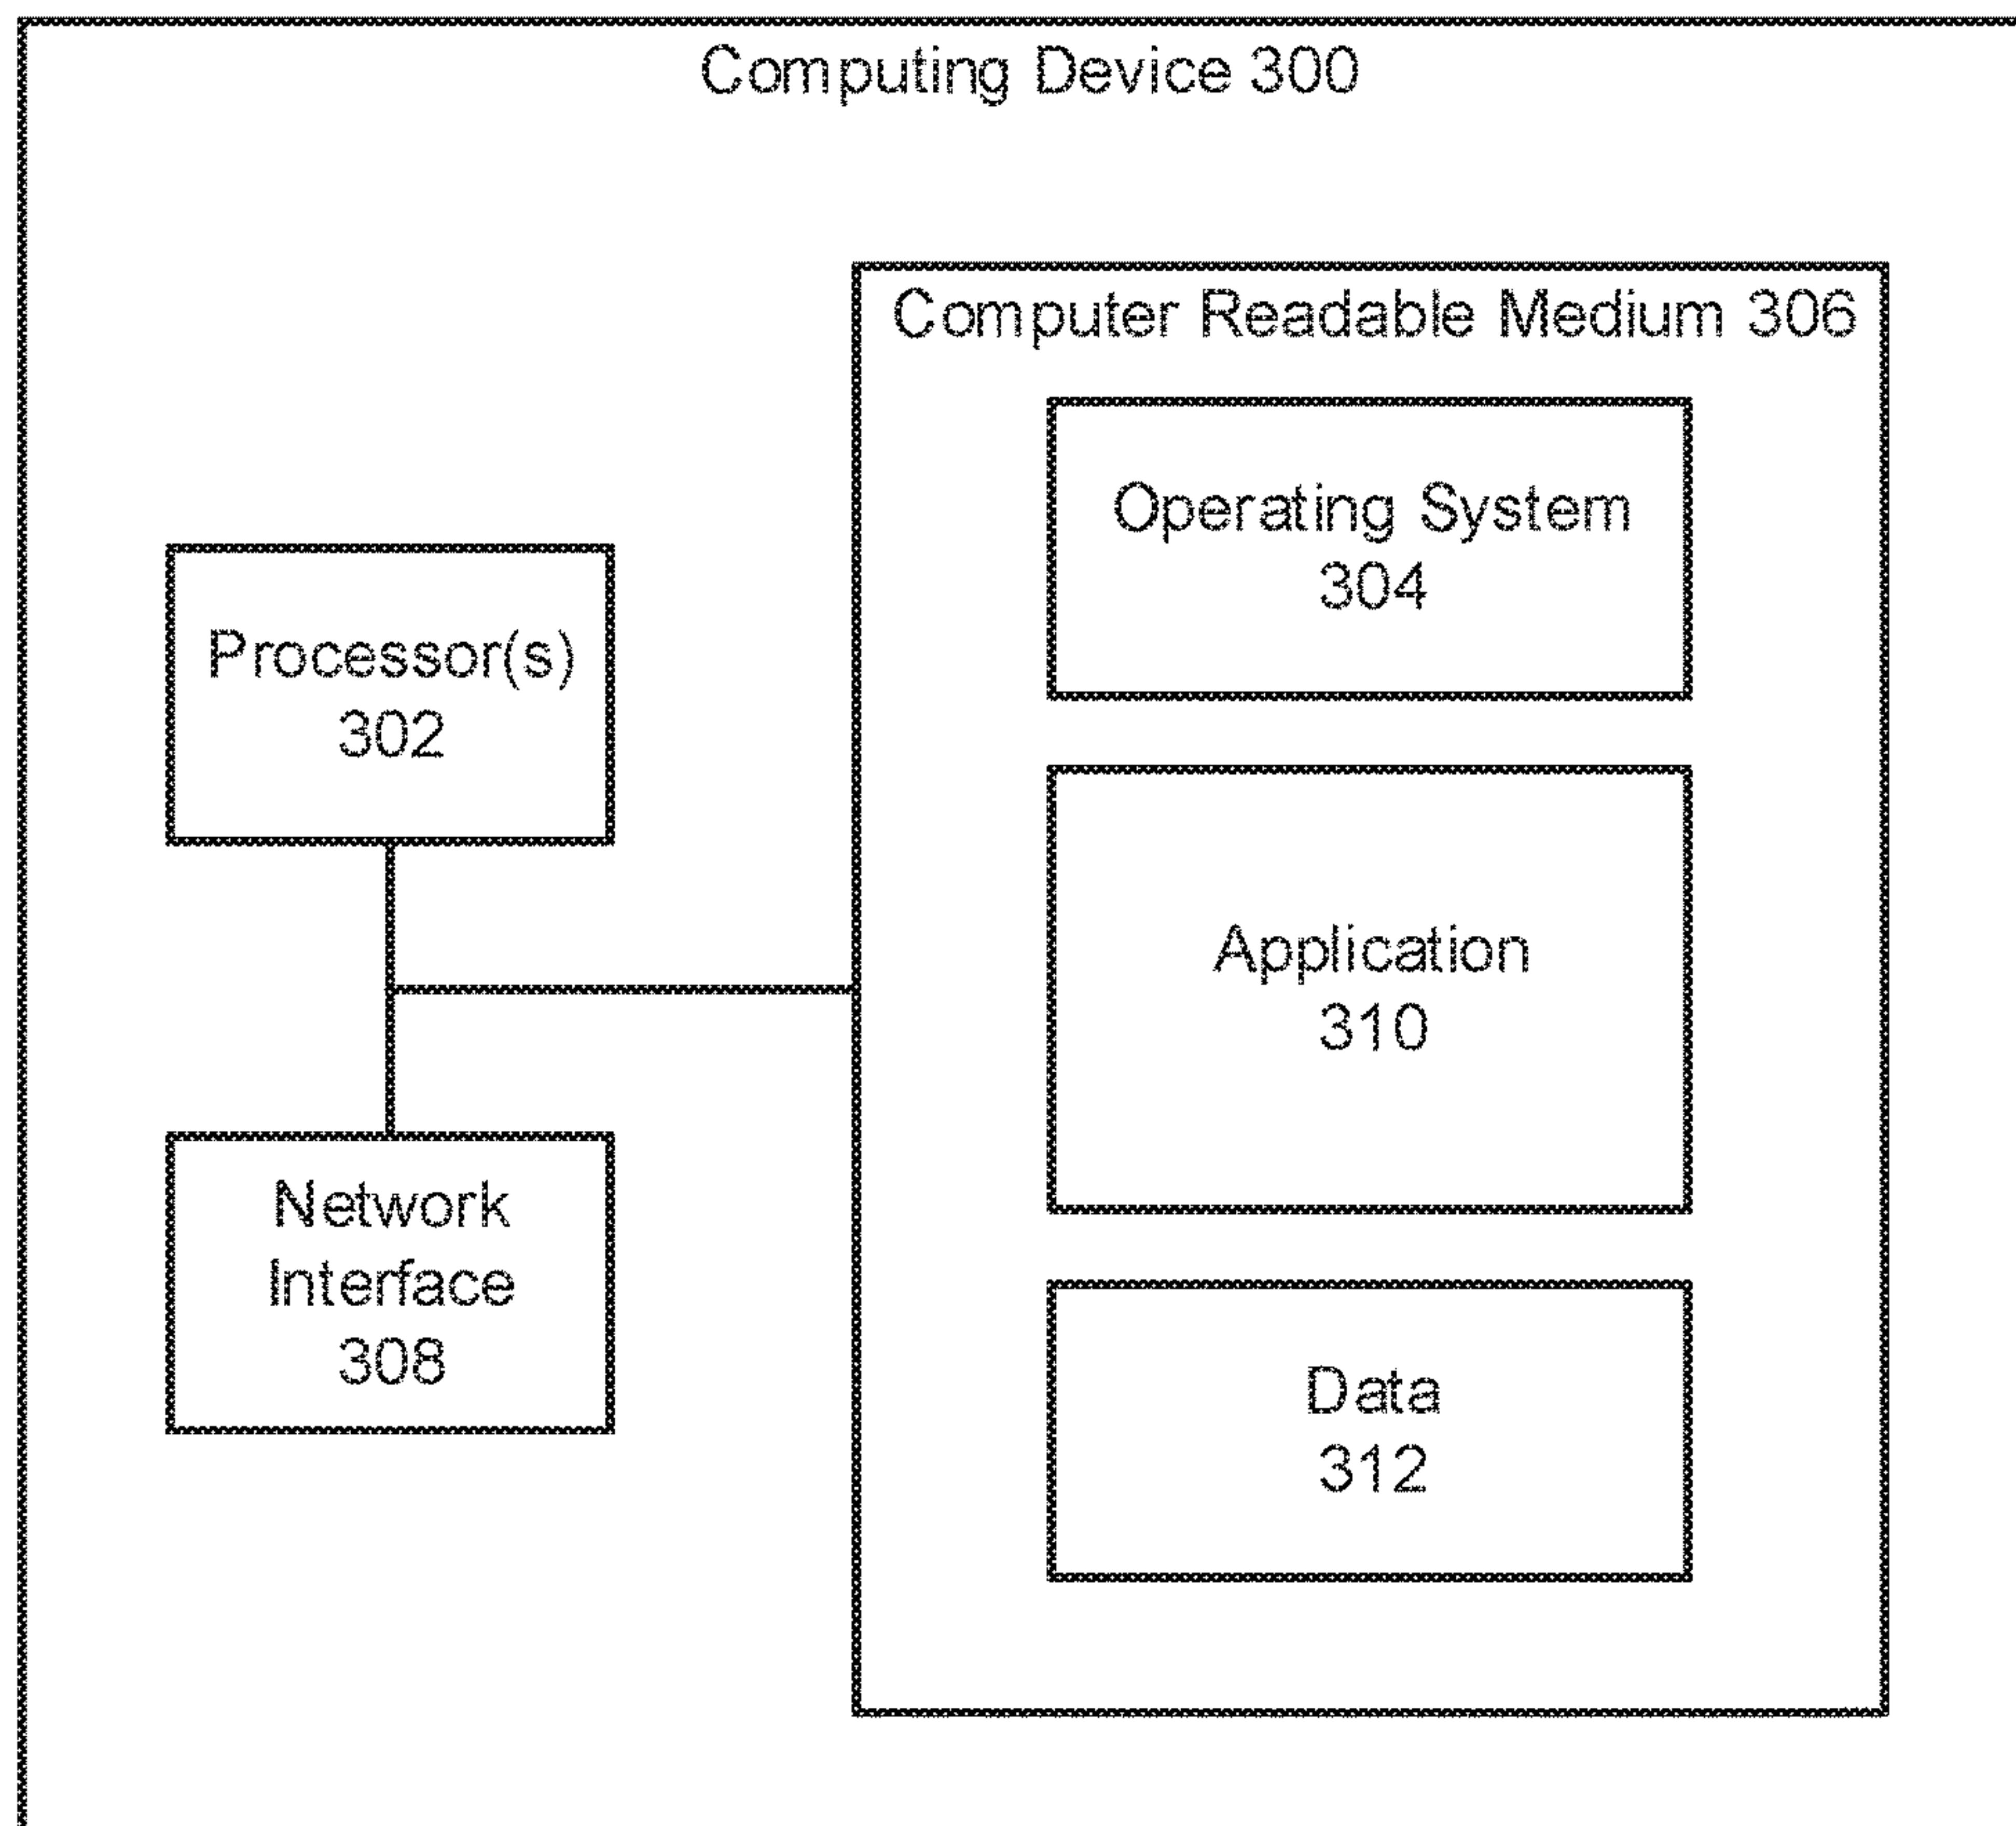 Computing Device 300
Computer Readable Medium 306
Operating System
304
Processor(s)
302
Application
310
Network
Interface
308
Data
312